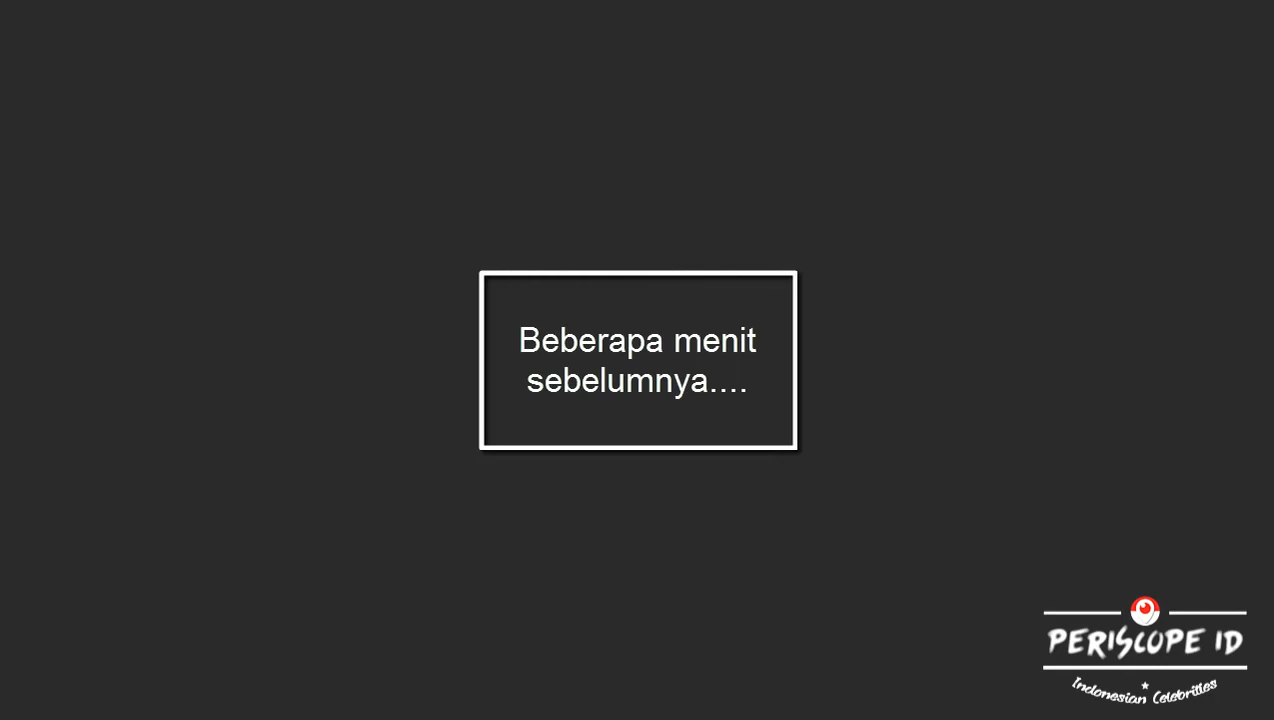 Beberapa menit
sebelumnya....
PERISCOPE ID
Indonesian Celebrities